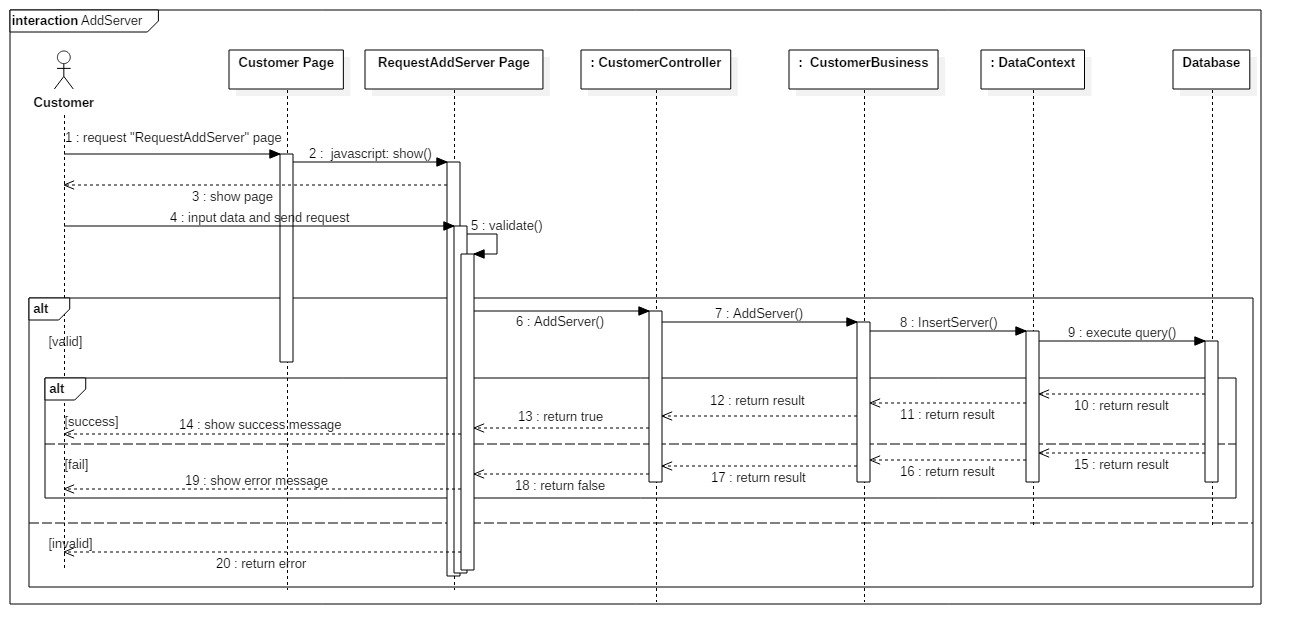 interaction AddServer
Customer
Customer Page
RequestAddServer Page
: CustomerController
: CustomerBusiness
: DataContext
Database
1 : request "RequestAddServer" page
2 : javascript: show()
3 : show page
4 : input data and send request
5 : validate()
alt
[valid]
6 : AddServer()
7 : AddServer()
8 : InsertServer()
9 : execute query()
alt
[success]
10 : return result
11 : return result
12 : return result
13 : return true
14 : show success message
[fail]
15 : return result
16 : return result
17 : return result
18 : return false
19 : show error message
[invalid]
20 : return error